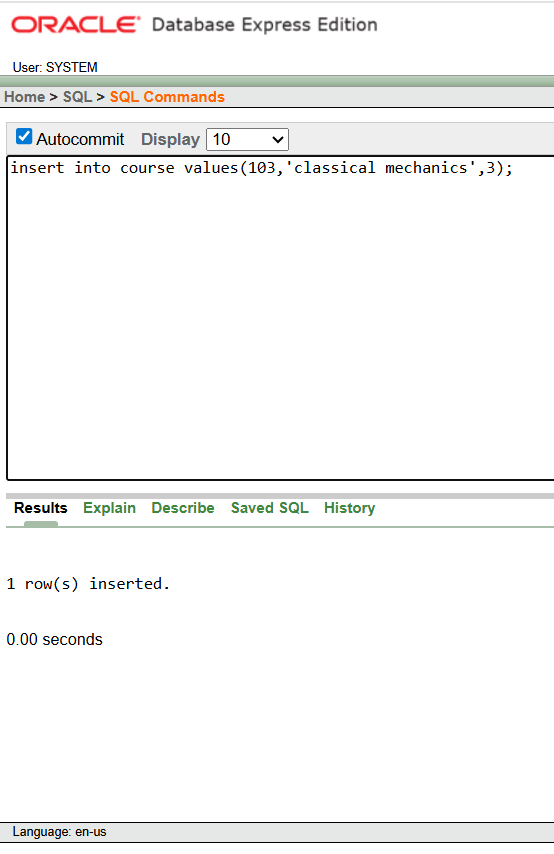 ORACLE® Database Express Edition
User: SYSTEM
Home > SQL > SQL Commands
Autocommit Display 10
insert into course values(103,'classical mechanics',3);
Results Explain Describe Saved SQL History
1 row(s) inserted.
0.00 seconds
Language: en-us